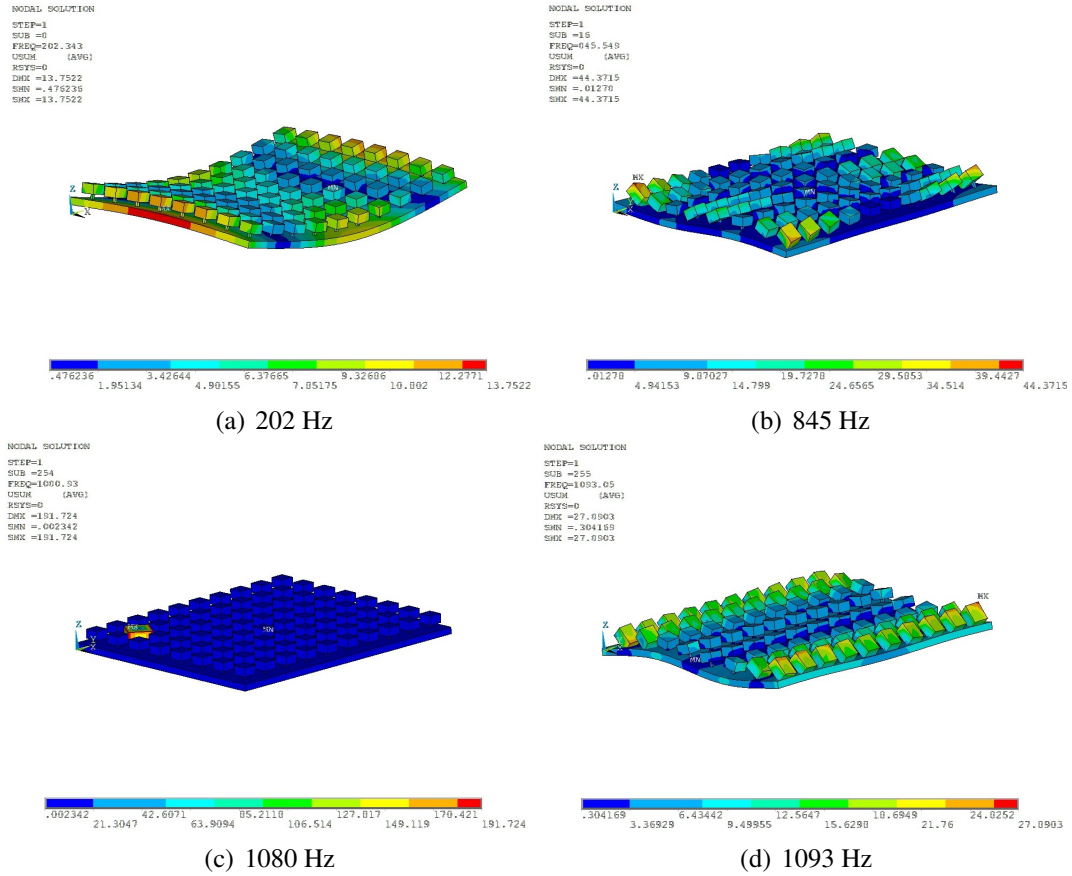 NODAL SOLUTION
STEP=1
SUB =8
FREQ=202.343
USUM (AVG)
RSYS=0
DMX =13.7522
SMN =.476236
SMX =13.7522
Z
X
MN
.476236 3.42644 6.37665 9.32686 12.2771
1.95134 4.90155 7.85175 10.802 13.7522
(a) 202 Hz
NODAL SOLUTION
STEP=1
SUB =16
FREQ=845.548
USUM (AVG)
RSYS=0
DMX =44.3715
SMN =.01278
SMX =44.3715
MX
Z
X
MN
.01278 9.87027 19.7278 29.5853 39.4427
4.94153 14.799 24.6565 34.514 44.3715
(b) 845 Hz
NODAL SOLUTION
STEP=1
SUB =254
FREQ=1080.83
USUM (AVG)
RSYS=0
DMX =191.724
SMN =.002342
SMX =191.724
Z
MX
Y
X
MN
.002342 42.6071 85.2118 127.817 170.421
21.3047 63.9094 106.514 149.119 191.724
(c) 1080 Hz
NODAL SOLUTION
STEP=1
SUB =255
FREQ=1093.05
USUM (AVG)
RSYS=0
DMX =27.8903
SMN =.304169
SMX =27.8903
MX
Z
X
MN
.304169 6.43442 12.5647 18.6949 24.8252
3.36929 9.49955 15.6298 21.76 27.8903
(d) 1093 Hz